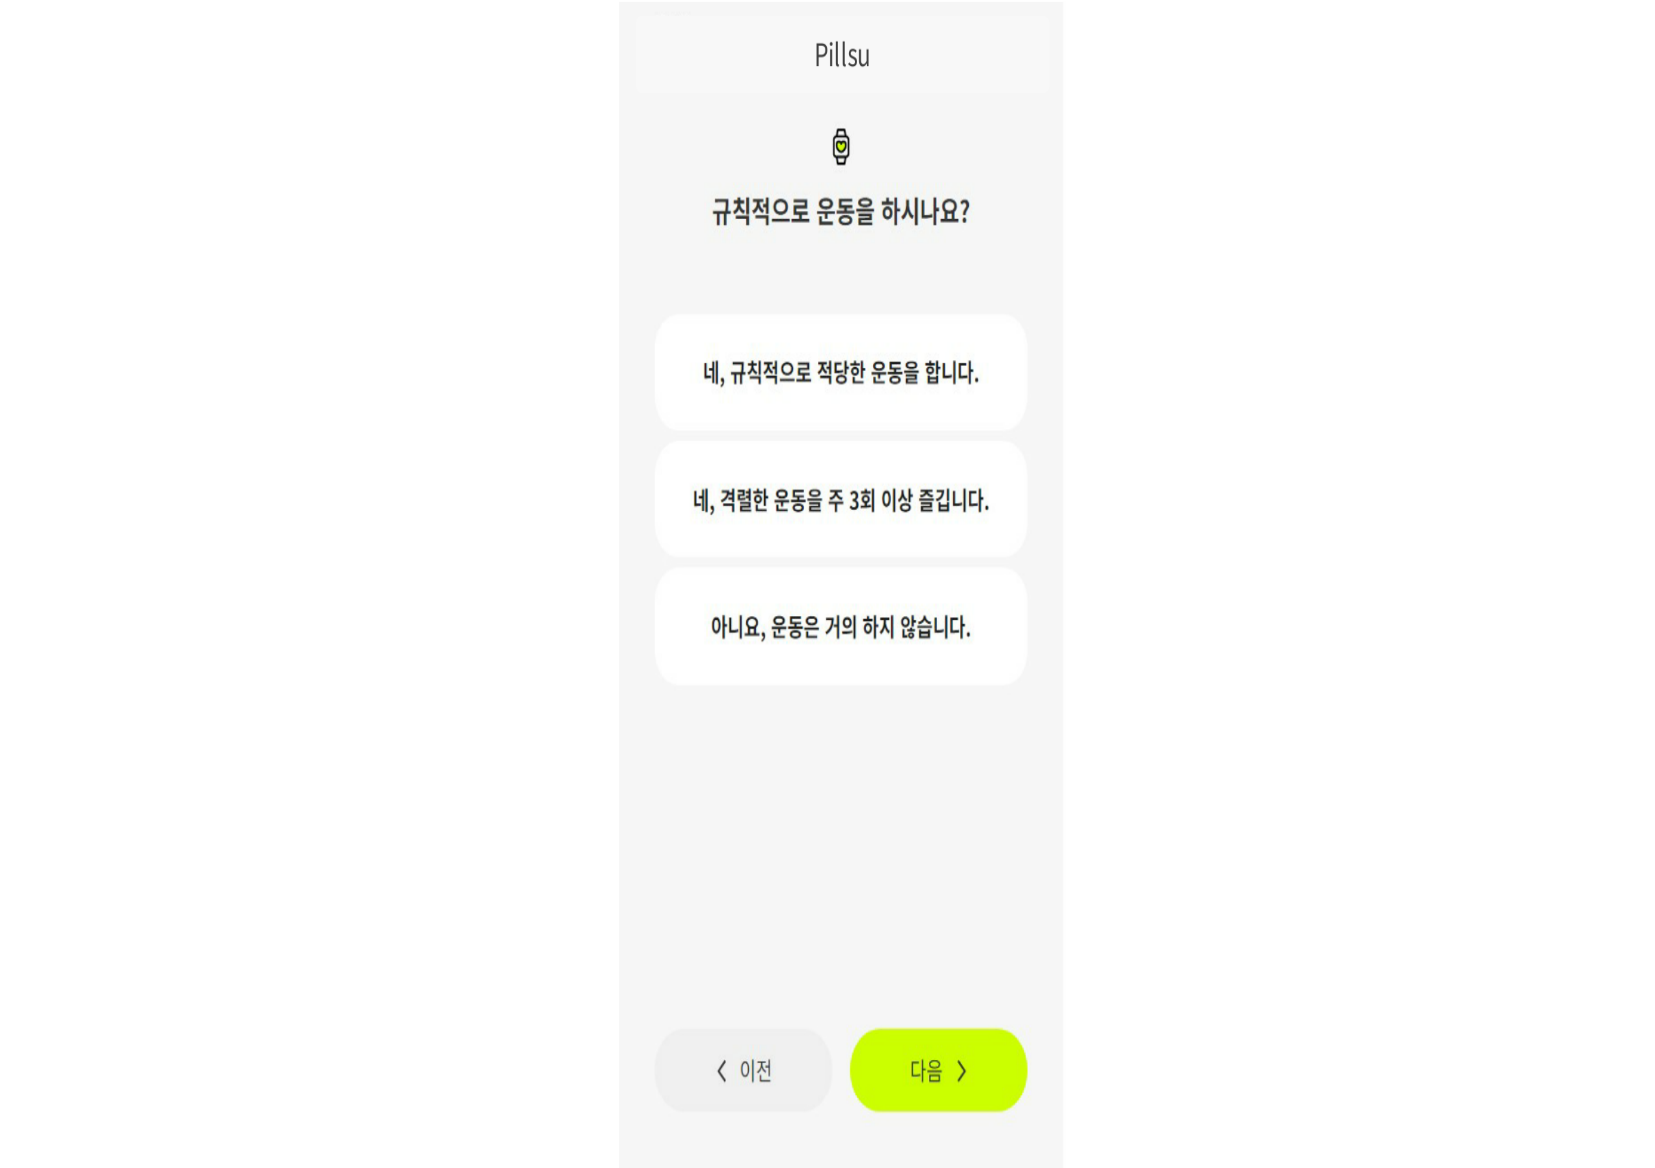 Pillsu
규칙적으로 운동을 하시나요?
네, 규칙적으로 적당한 운동을 합니다.
네, 격렬한 운동을 주 3회 이상 즐깁니다.
아니요, 운동은 거의 하지 않습니다.
이전
다음